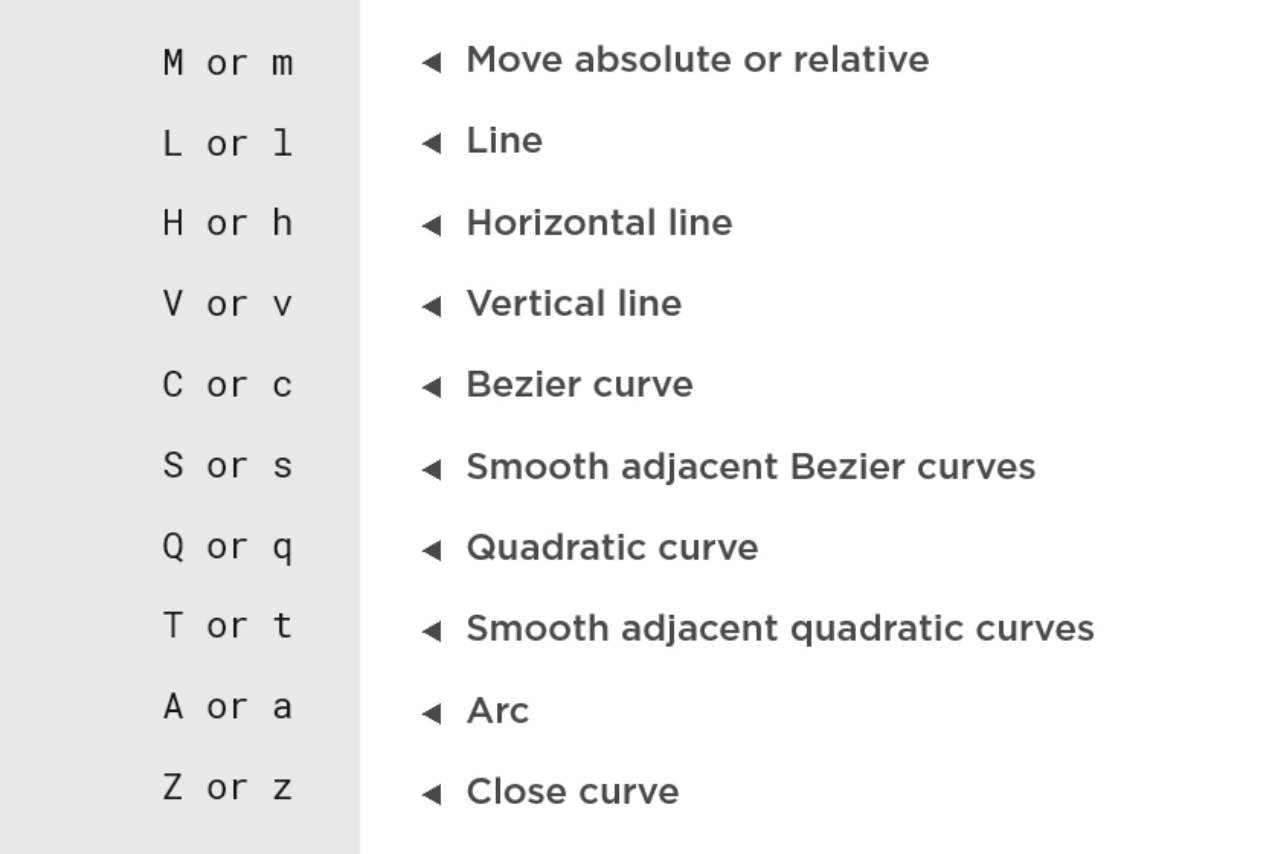 M or m ◄ Move absolute or relative
L or l ◄ Line
H or h ◄ Horizontal line
V or v ◄ Vertical line
C or c ◄ Bezier curve
S or s ◄ Smooth adjacent Bezier curves
Q or q ◄ Quadratic curve
T or t ◄ Smooth adjacent quadratic curves
A or a ◄ Arc
Z or z ◄ Close curve